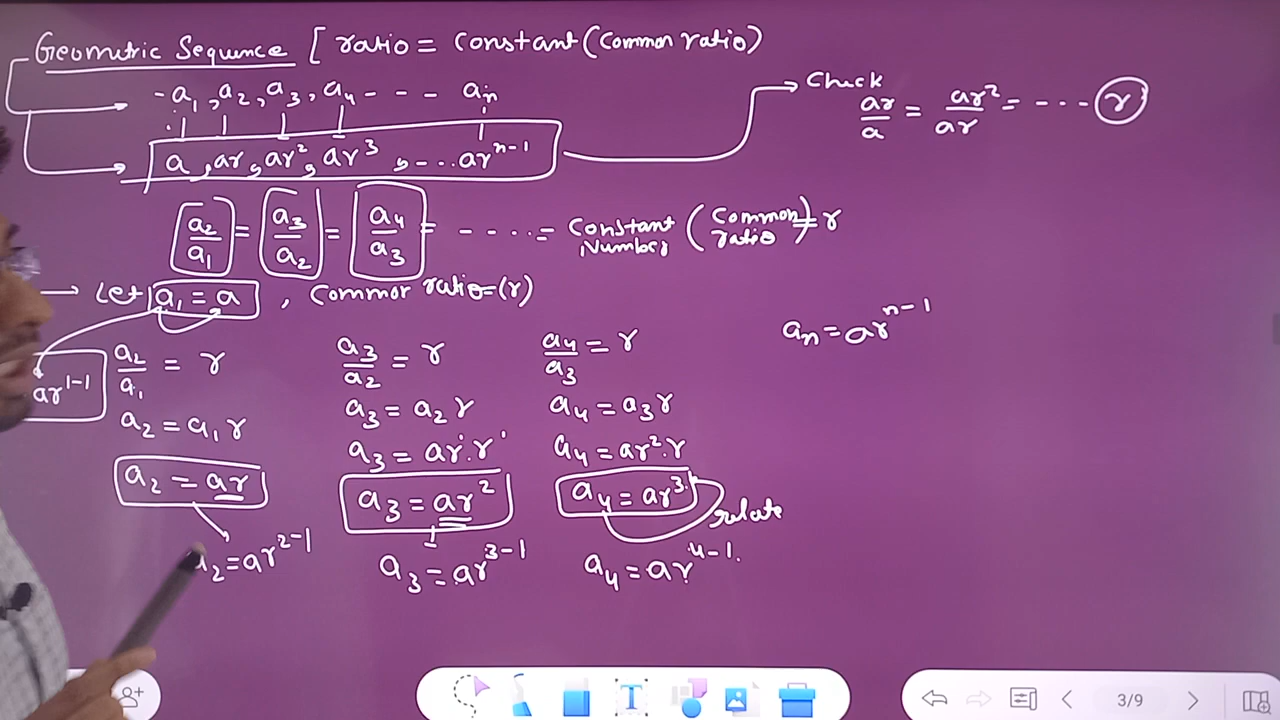 Geometric Sequence [ ratio = Constant (Common ratio)
- a₁, a₂, a₃, a₄ - - - aₙ
a, ar, ar², ar³, - ... arⁿ⁻¹
Check
ar/a = ar²/ar = - - - - r
a₂/a₁ = a₃/a₂ = a₄/a₃ = - - - . . - = Constant Number (Common ratio) = r
→ Let a₁ = a, Common ratio = (r)
ar¹⁻¹
a₂/a₁ = r
a₂ = a₁r
a₂ = ar
a₂ = ar²⁻¹
a₃/a₂ = r
a₃ = a₂r
a₃ = ar·r
a₃ = ar²
a₃ = ar³⁻¹
a₄/a₃ = r
a₄ = a₃r
a₄ = ar²·r
a₄ = ar³
relate
a₄ = ar⁴⁻¹
aₙ = arⁿ⁻¹
T
3/9